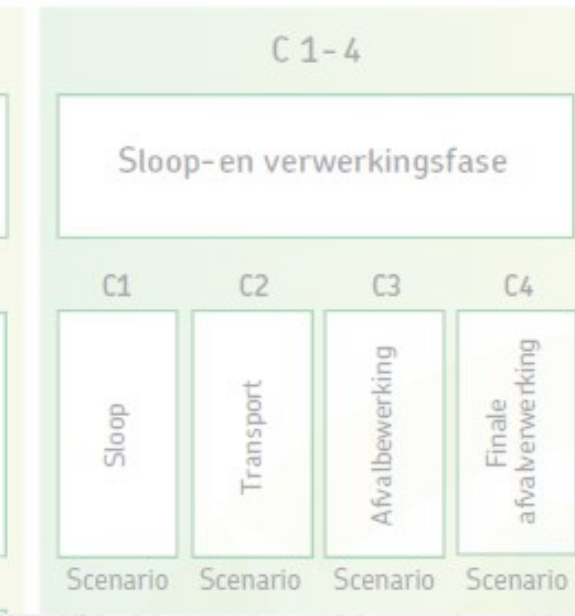 C 1-4
Sloop-en verwerkingsfase
C1
C2
C3
C4
Sloop
Transport
Afvalbewerking
Finale
afvalverwerking
Scenario
Scenario
Scenario
Scenario